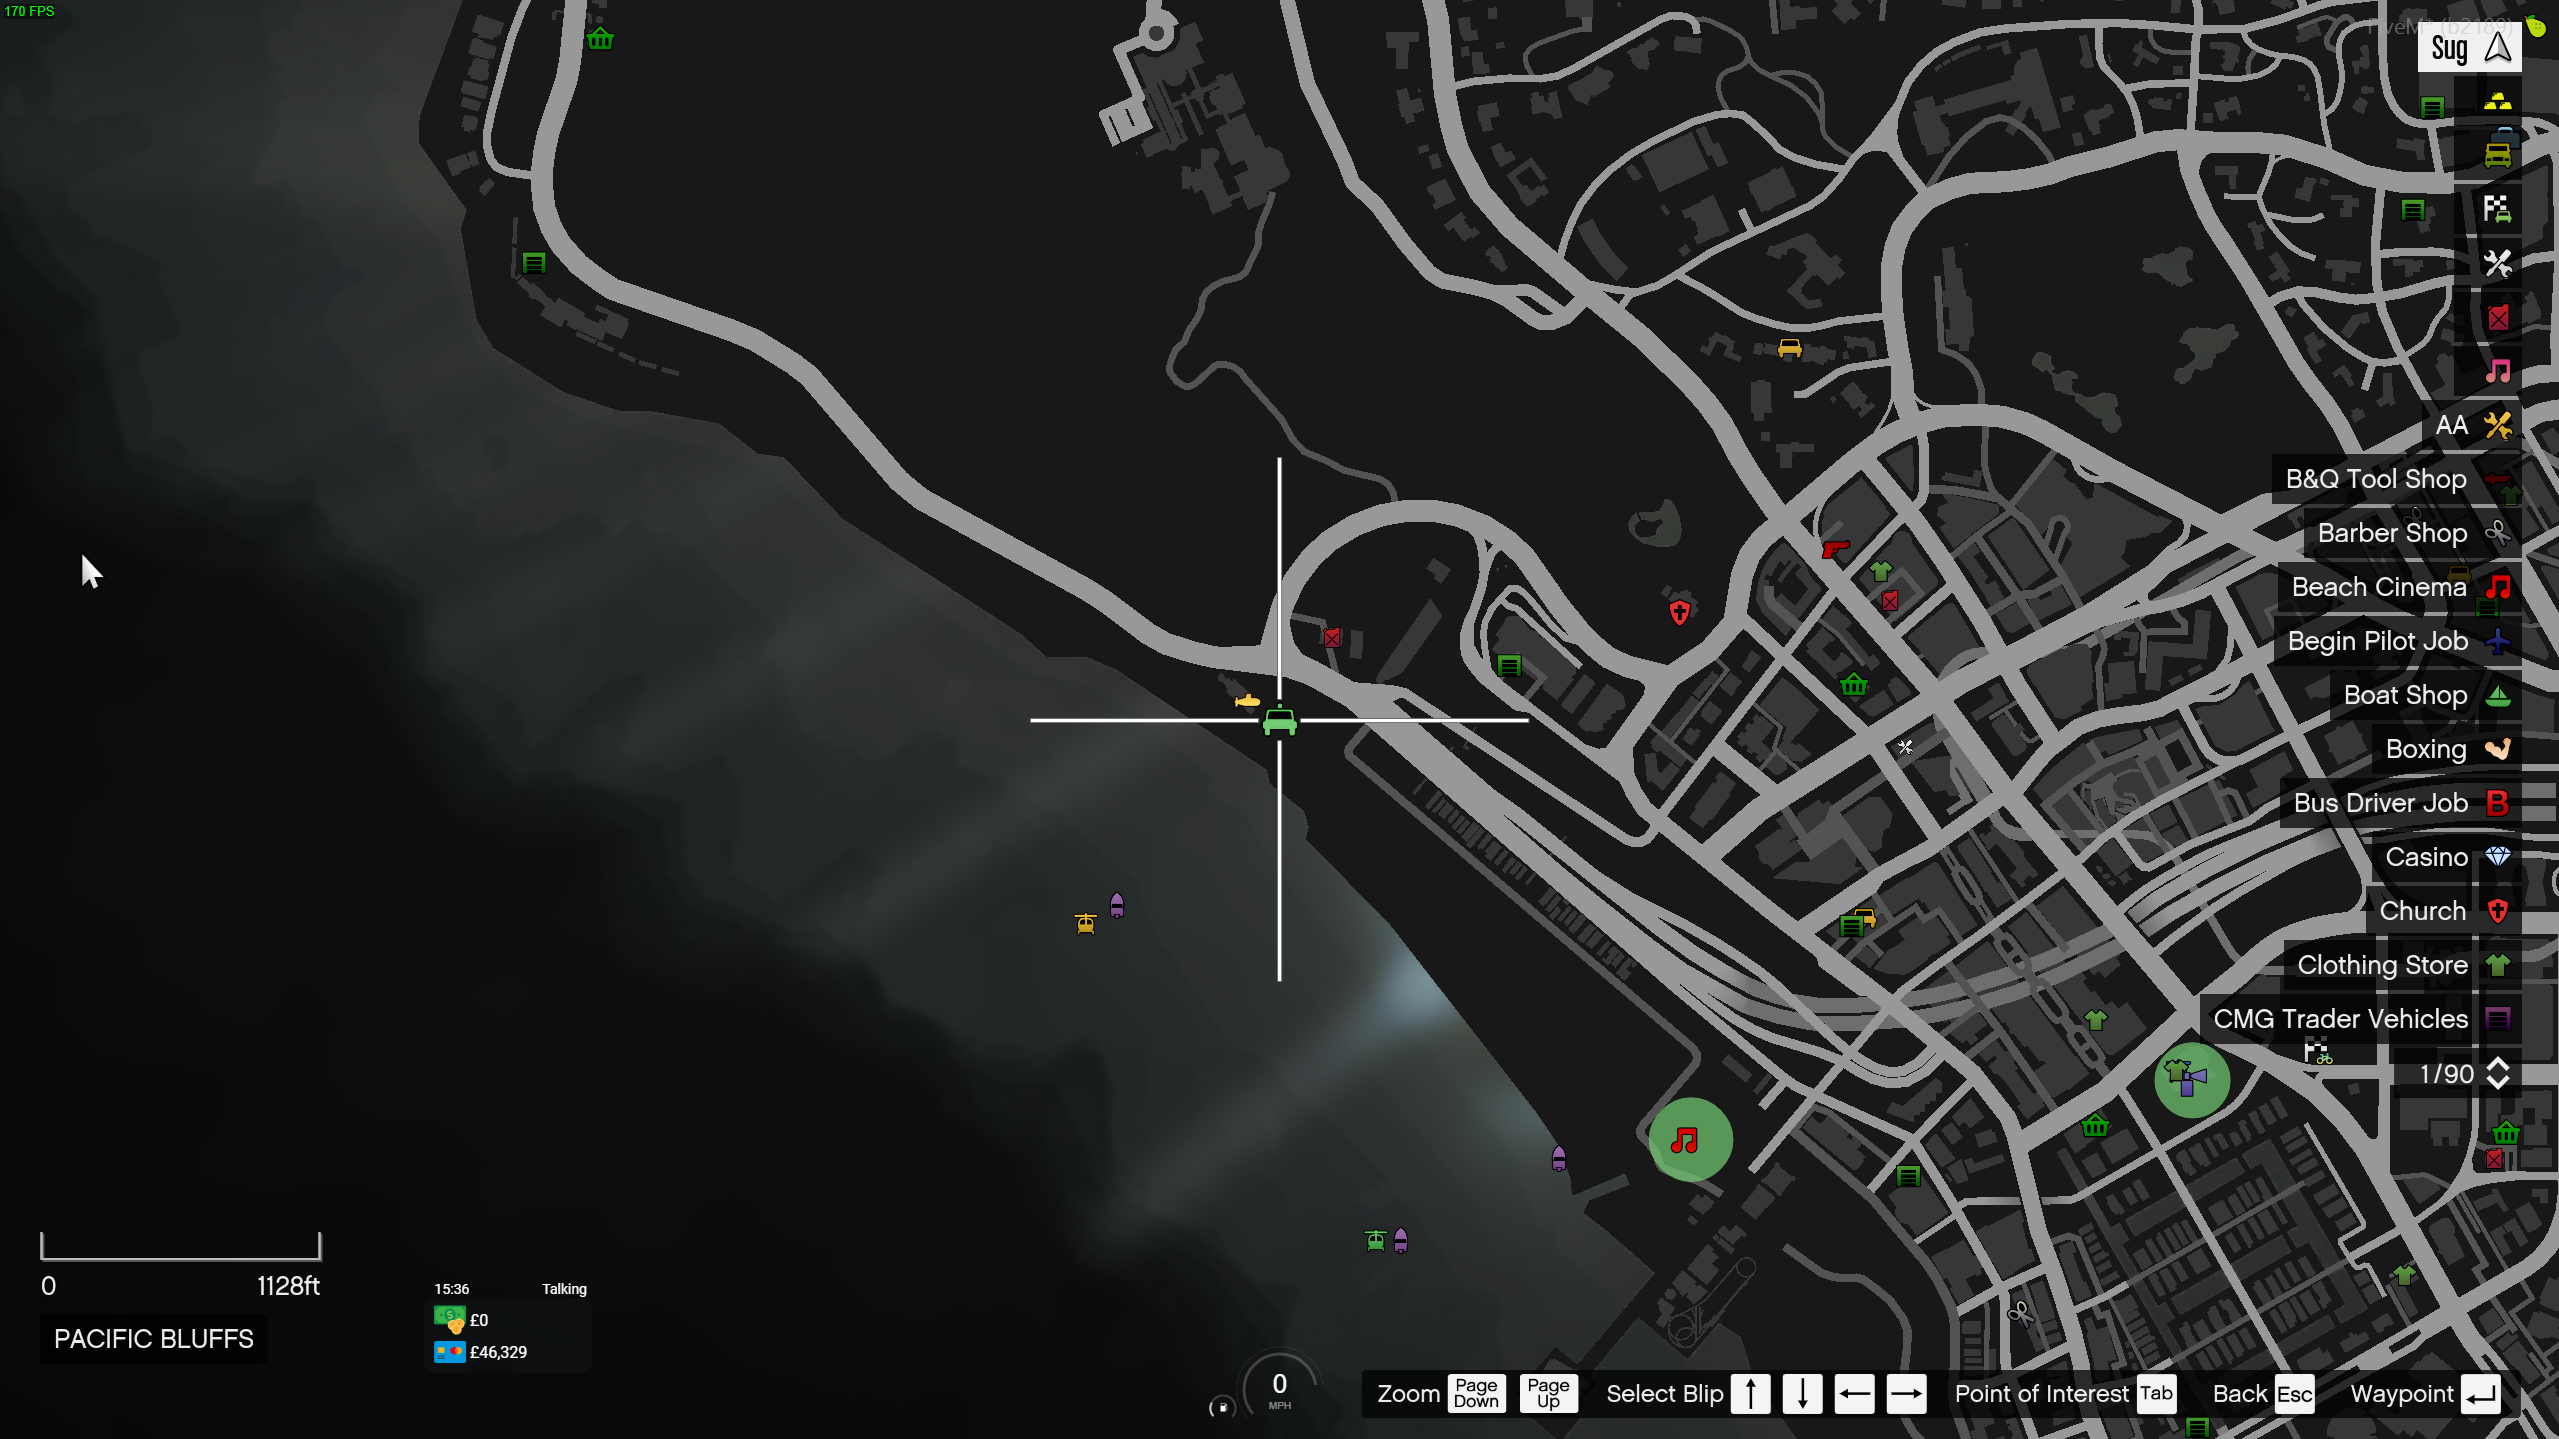 170 FPS
FiveM* (b2189)
Sug
AA
B&Q Tool Shop
Barber Shop
Beach Cinema
Begin Pilot Job
Boat Shop
Boxing
Bus Driver Job
B
Casino
Church
Clothing Store
CMG Trader Vehicles
1/90
0 1128ft
PACIFIC BLUFFS
15:36 Talking
£0
£46,329
0
MPH
Zoom Page Down Page Up Select Blip ↑ ↓ ← → Point of Interest Tab Back Esc Waypoint